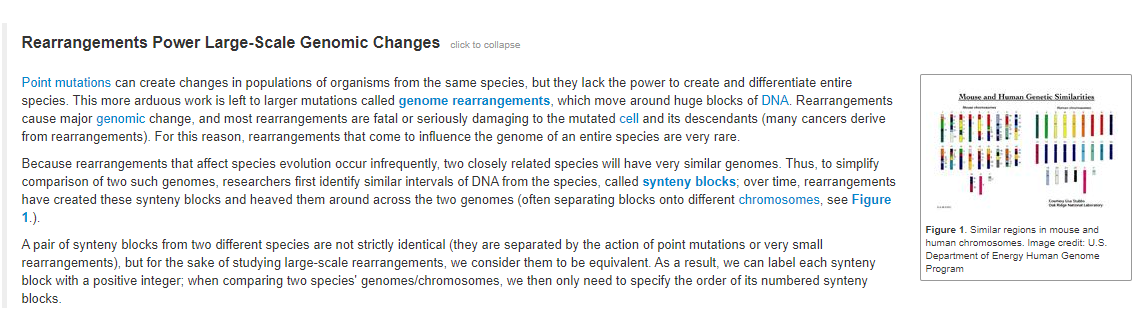 Rearrangements Power Large-Scale Genomic Changes click to collapse
Point mutations can create changes in populations of organisms from the same species, but they lack the power to create and differentiate entire
species. This more arduous work is left to larger mutations called genome rearrangements, which move around huge blocks of DNA. Rearrangements
cause major genomic change, and most rearrangements are fatal or seriously damaging to the mutated cell and its descendants (many cancers derive
from rearrangements). For this reason, rearrangements that come to influence the genome of an entire species are very rare.
Because rearrangements that affect species evolution occur infrequently, two closely related species will have very similar genomes. Thus, to simplify
comparison of two such genomes, researchers first identify similar intervals of DNA from the species, called synteny blocks; over time, rearrangements
have created these synteny blocks and heaved them around across the two genomes (often separating blocks onto different chromosomes, see Figure
1.).
A pair of synteny blocks from two different species are not strictly identical (they are separated by the action of point mutations or very small
rearrangements), but for the sake of studying large-scale rearrangements, we consider them to be equivalent. As a result, we can label each synteny
block with a positive integer; when comparing two species' genomes/chromosomes, we then only need to specify the order of its numbered synteny
blocks.
Mouse and Human Genetic Similarities
Mouse chromosomes
Human chromosomes
Courtesy Lisa Stubbs
Oak Ridge National Laboratory
Figure 1. Similar regions in mouse and
human chromosomes. Image credit: U.S.
Department of Energy Human Genome
Program